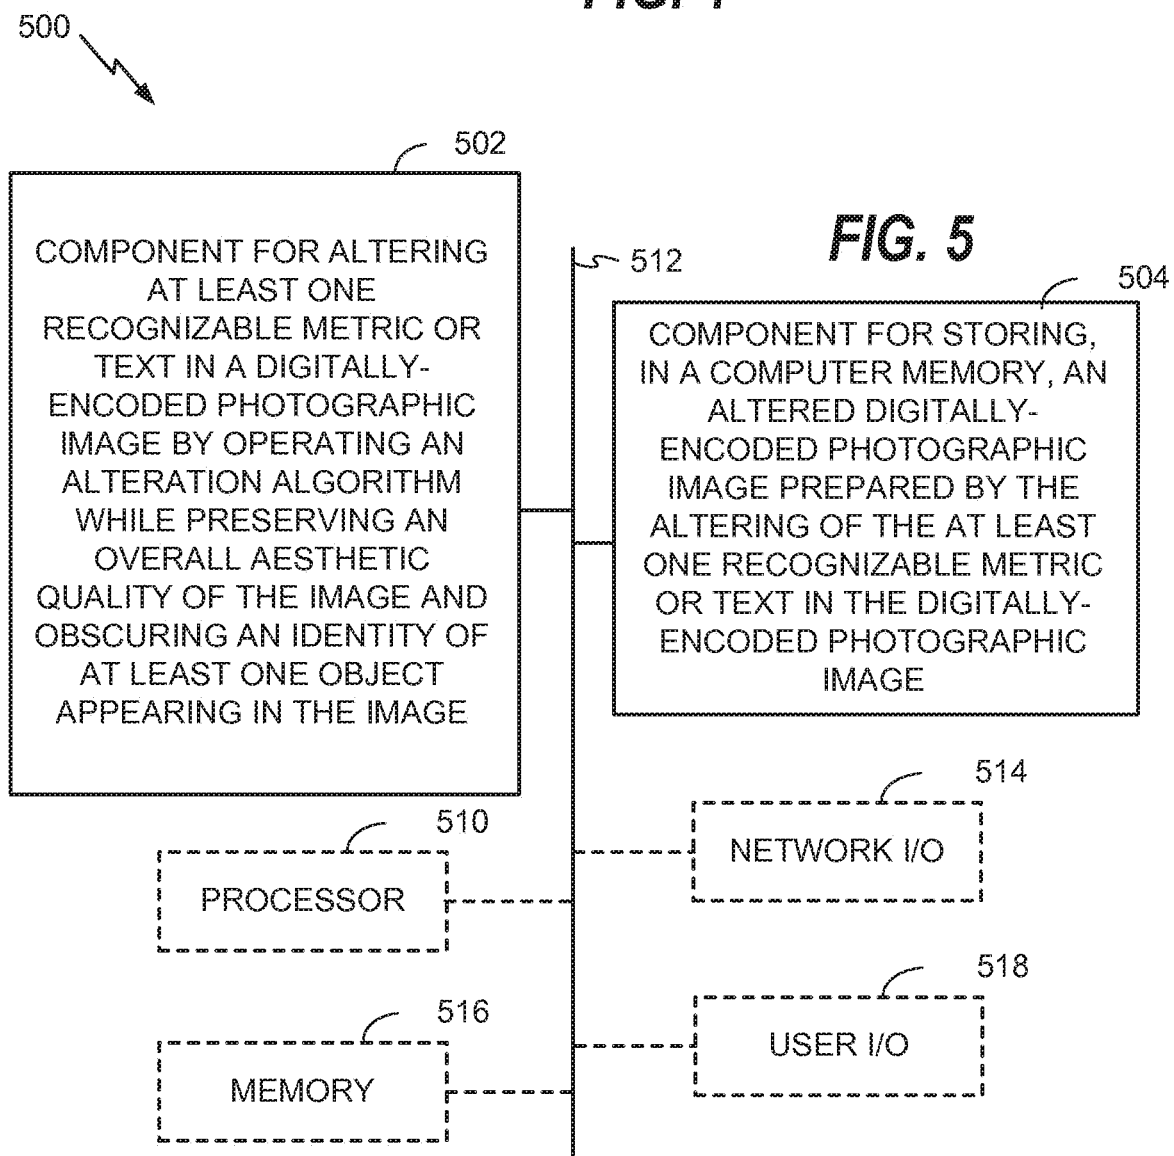 500
502
COMPONENT FOR ALTERING
AT LEAST ONE
RECOGNIZABLE METRIC OR
TEXT IN A DIGITALLY-
ENCODED PHOTOGRAPHIC
IMAGE BY OPERATING AN
ALTERATION ALGORITHM
WHILE PRESERVING AN
OVERALL AESTHETIC
QUALITY OF THE IMAGE AND
OBSCURING AN IDENTITY OF
AT LEAST ONE OBJECT
APPEARING IN THE IMAGE
512
FIG. 5
504
COMPONENT FOR STORING,
IN A COMPUTER MEMORY, AN
ALTERED DIGITALLY-
ENCODED PHOTOGRAPHIC
IMAGE PREPARED BY THE
ALTERING OF THE AT LEAST
ONE RECOGNIZABLE METRIC
OR TEXT IN THE DIGITALLY-
ENCODED PHOTOGRAPHIC
IMAGE
510
PROCESSOR
514
NETWORK I/O
516
MEMORY
518
USER I/O